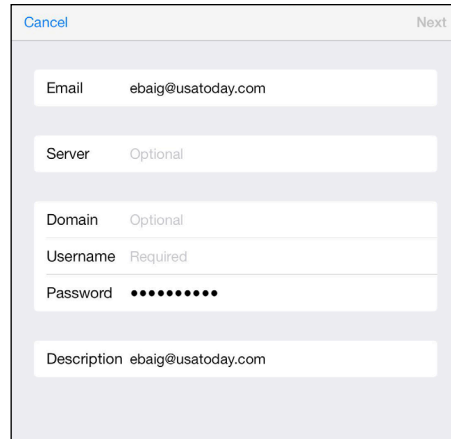 Cancel Next
Email ebaig@usatoday.com
Server Optional
Domain Optional
Username Required
Password ••••••••••
Description ebaig@usatoday.com